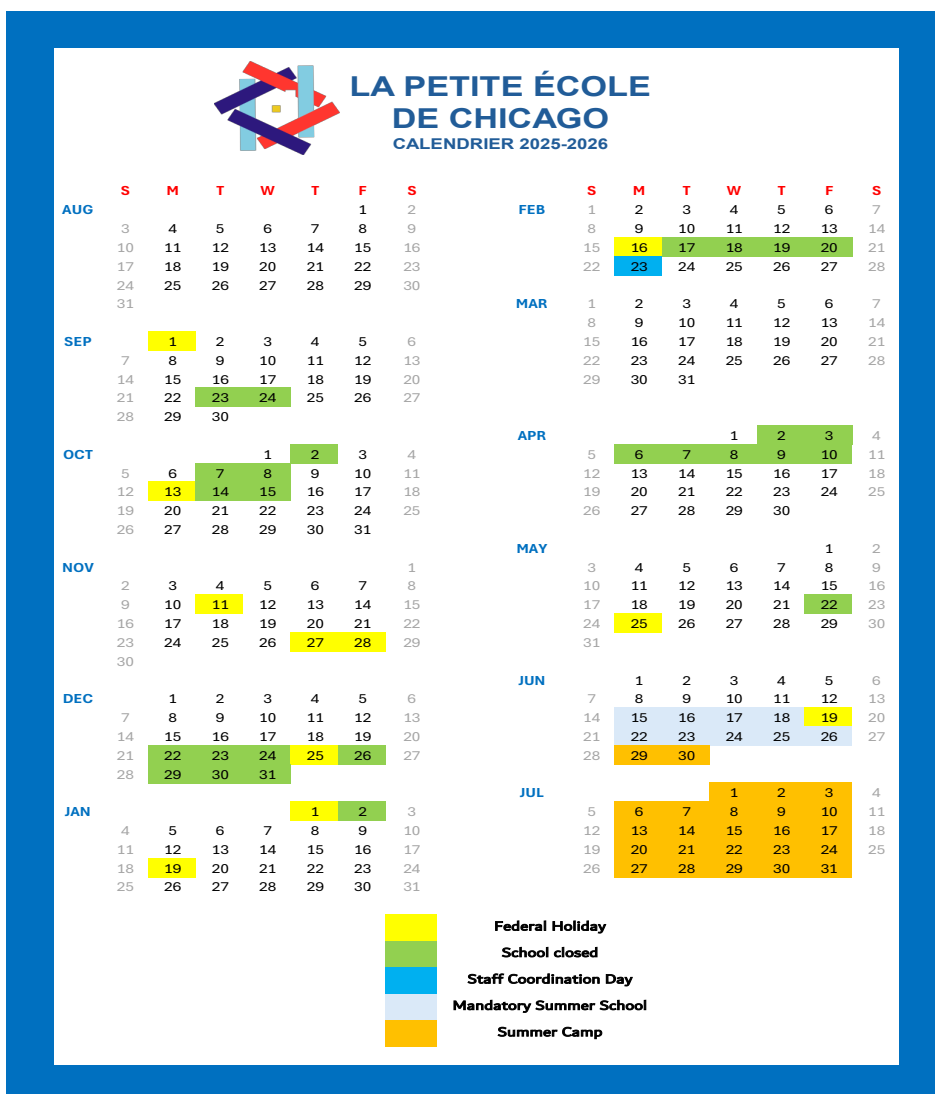 LA PETITE ÉCOLE
DE CHICAGO
CALENDRIER 2025-2026
S M T W T F S
AUG 1 2
3 4 5 6 7 8 9
10 11 12 13 14 15 16
17 18 19 20 21 22 23
24 25 26 27 28 29 30
31
SEP 1 2 3 4 5 6
7 8 9 10 11 12 13
14 15 16 17 18 19 20
21 22 23 24 25 26 27
28 29 30
OCT 1 2 3 4
5 6 7 8 9 10 11
12 13 14 15 16 17 18
19 20 21 22 23 24 25
26 27 28 29 30 31
NOV 1
2 3 4 5 6 7 8
9 10 11 12 13 14 15
16 17 18 19 20 21 22
23 24 25 26 27 28 29
30
DEC 1 2 3 4 5 6
7 8 9 10 11 12 13
14 15 16 17 18 19 20
21 22 23 24 25 26 27
28 29 30 31
JAN 1 2 3
4 5 6 7 8 9 10
11 12 13 14 15 16 17
18 19 20 21 22 23 24
25 26 27 28 29 30 31
S M T W T F S
FEB 1 2 3 4 5 6 7
8 9 10 11 12 13 14
15 16 17 18 19 20 21
22 23 24 25 26 27 28
MAR 1 2 3 4 5 6 7
8 9 10 11 12 13 14
15 16 17 18 19 20 21
22 23 24 25 26 27 28
29 30 31
APR 1 2 3 4
5 6 7 8 9 10 11
12 13 14 15 16 17 18
19 20 21 22 23 24 25
26 27 28 29 30
MAY 1 2
3 4 5 6 7 8 9
10 11 12 13 14 15 16
17 18 19 20 21 22 23
24 25 26 27 28 29 30
31
JUN 1 2 3 4 5 6
7 8 9 10 11 12 13
14 15 16 17 18 19 20
21 22 23 24 25 26 27
28 29 30
JUL 1 2 3 4
5 6 7 8 9 10 11
12 13 14 15 16 17 18
19 20 21 22 23 24 25
26 27 28 29 30 31
Federal Holiday
School closed
Staff Coordination Day
Mandatory Summer School
Summer Camp